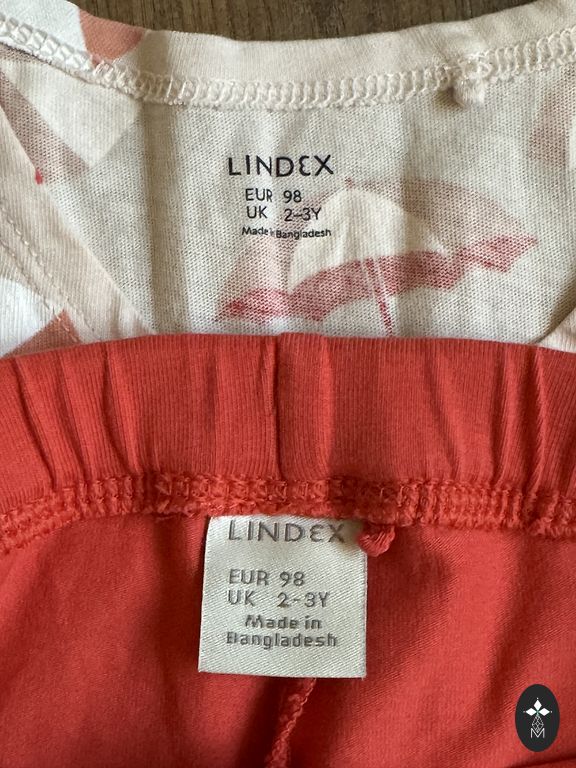 LINDEX
EUR 98
UK 2-3Y
Made in Bangladesh
LINDEX
EUR 98
UK 2-3Y
Made in
Bangladesh
M